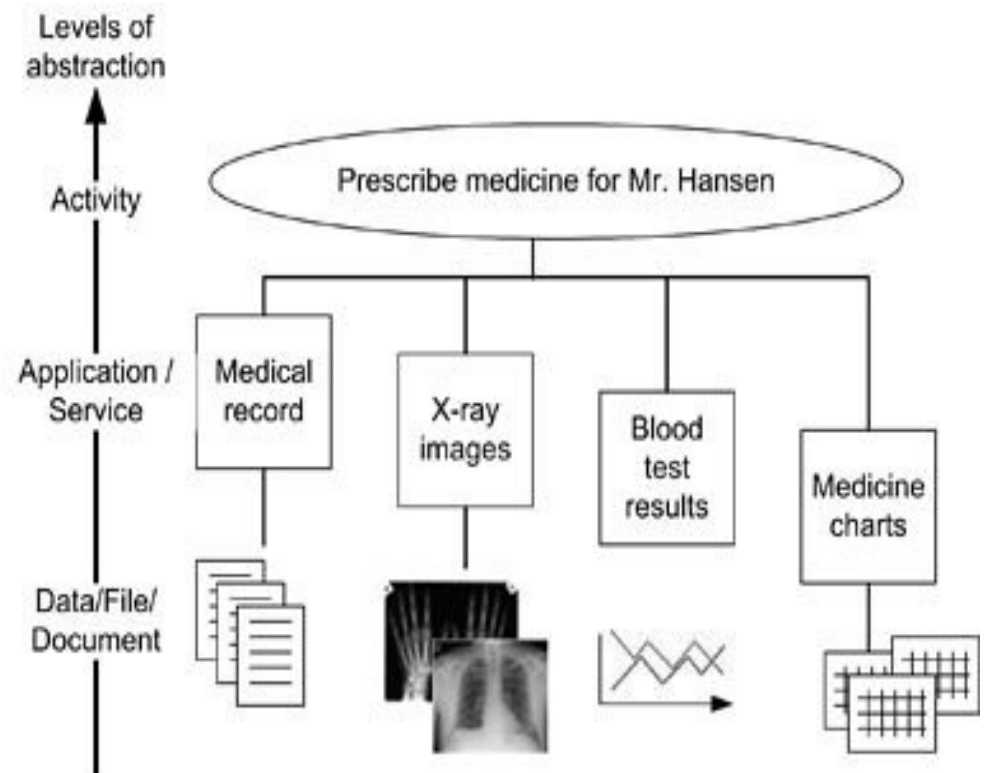 Levels of
abstraction
Activity
Prescribe medicine for Mr. Hansen
Application /
Service
Medical
record
X-ray
images
Blood
test
results
Medicine
charts
Data/File/
Document